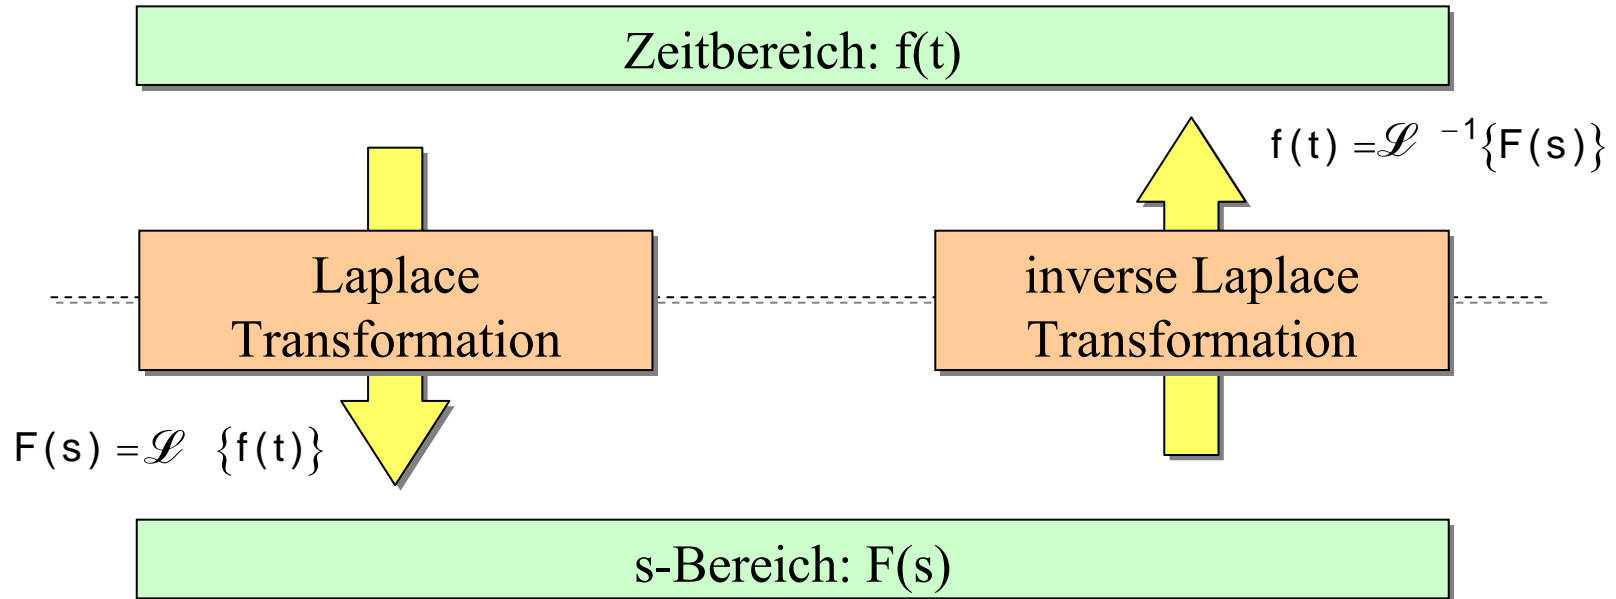 Zeitbereich: f(t)
f(t) =ℒ ⁻¹{F(s)}
Laplace
Transformation
inverse Laplace
Transformation
F(s) =ℒ {f(t)}
s-Bereich: F(s)